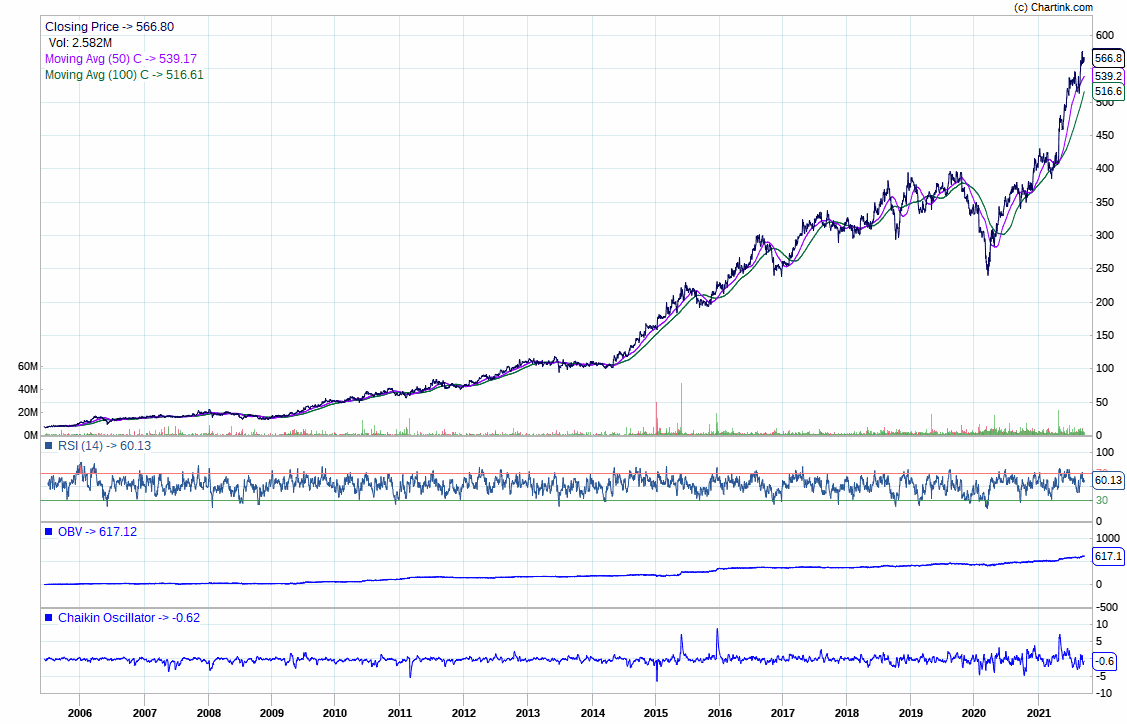 (c) Chartink.com
Closing Price -> 566.80
Vol: 2.582M
Moving Avg (50) C -> 539.17
Moving Avg (100) C -> 516.61
600
566.8
539.2
516.6
500
450
400
350
300
250
200
150
100
50
0
60M
40M
20M
0M
RSI (14) -> 60.13
100
70
60.13
30
0
OBV -> 617.12
1000
617.1
0
-500
Chaikin Oscillator -> -0.62
10
5
-0.6
-5
-10
2006 2007 2008 2009 2010 2011 2012 2013 2014 2015 2016 2017 2018 2019 2020 2021